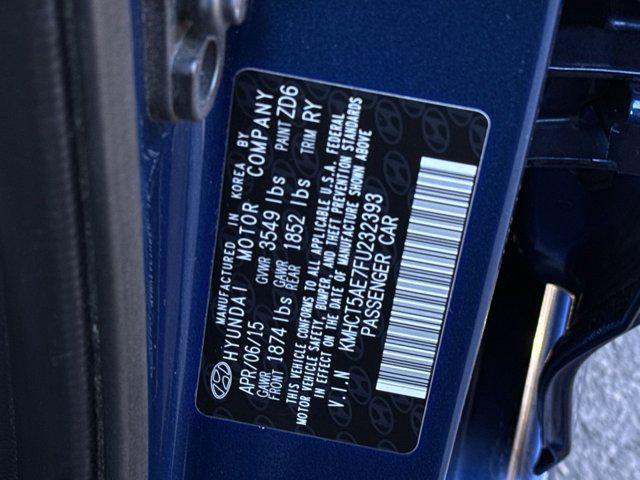 MANUFACTURED IN KOREA BY
HYUNDAI MOTOR COMPANY
APR/06/15 GVWR 3549 lbs PAINT ZD6
GAWR FRONT 1874 lbs GAWR REAR 1852 lbs TRIM RY
THIS VEHICLE CONFORMS TO ALL APPLICABLE U.S.A. FEDERAL
MOTOR VEHICLE SAFETY, BUMPER, AND THEFT PREVENTION STANDARDS
IN EFFECT ON THE DATE OF MANUFACTURE SHOWN ABOVE
V.I.N KMHCT5AE7FU232393
PASSENGER CAR